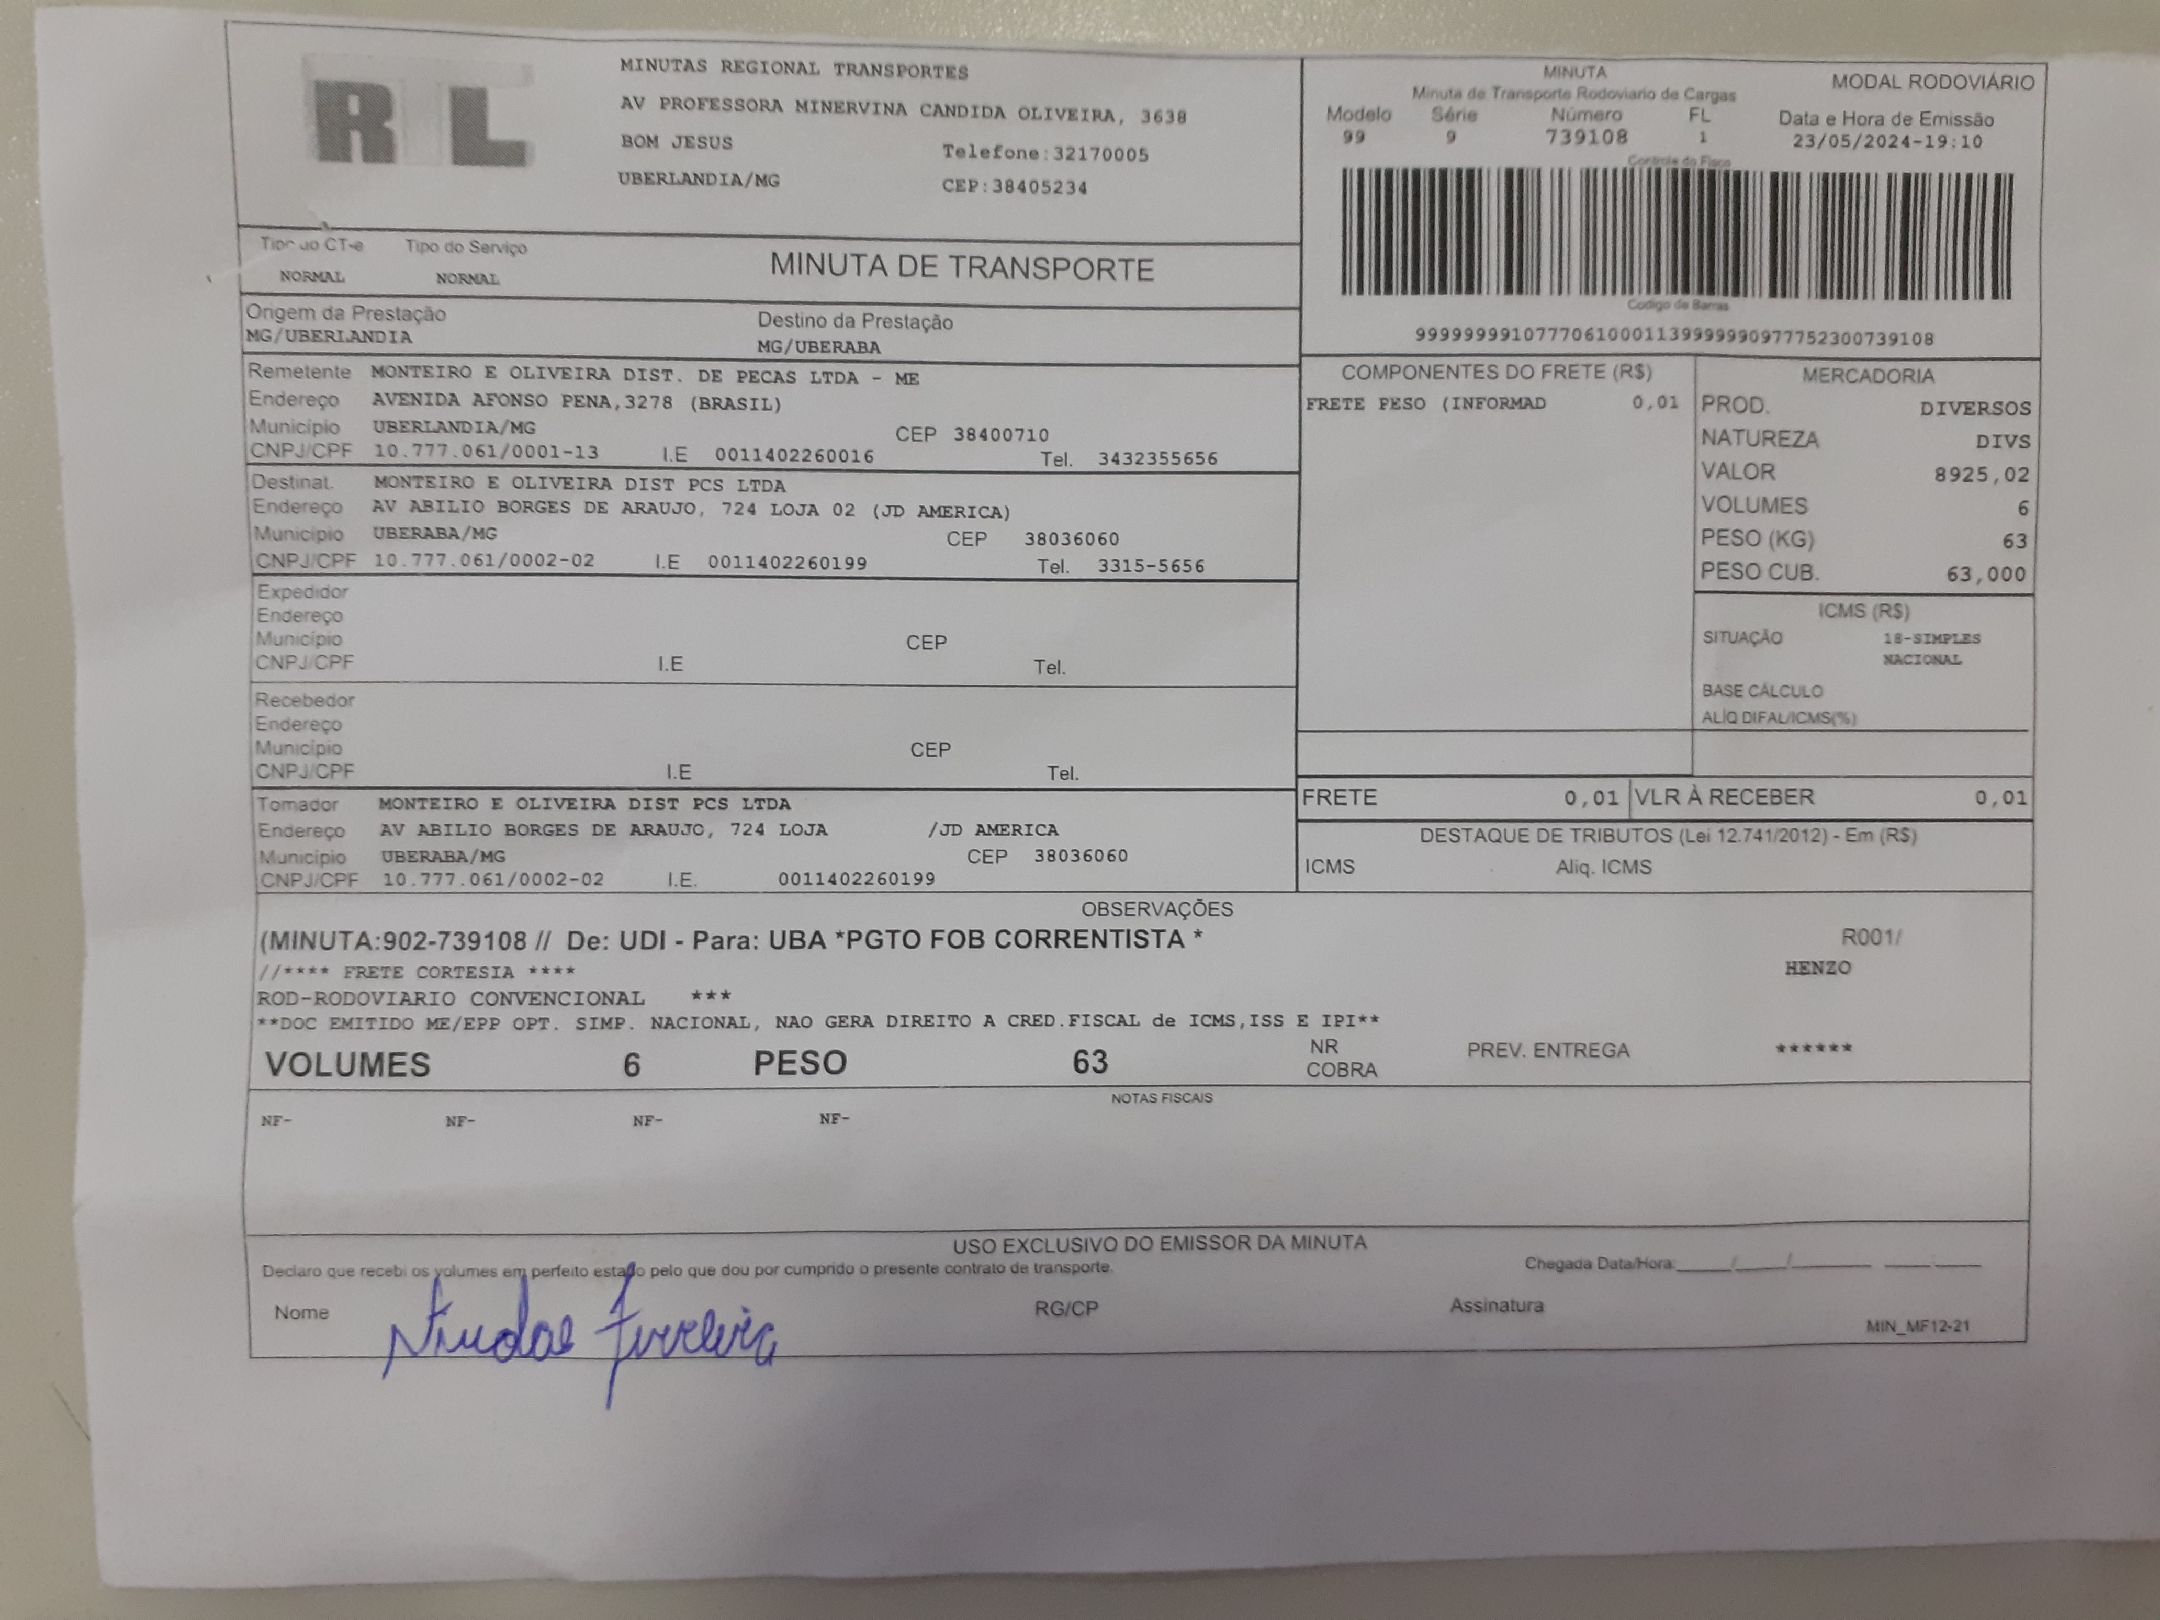 RTL
MINUTAS REGIONAL TRANSPORTES
AV PROFESSORA MINERVINA CANDIDA OLIVEIRA, 3638
BOM JESUS Telefone:32170005
UBERLANDIA/MG CEP:38405234
MINUTA MODAL RODOVIÁRIO
Minuta de Transporte Rodoviario de Cargas
Modelo Série Número FL Data e Hora de Emissão
99 9 739108 1 23/05/2024-19:10
Controle do Fisco
Codigo de Barras
99999999107770610001139999990977752300739108
Tipo do CT-e Tipo do Serviço
NORMAL NORMAL
MINUTA DE TRANSPORTE
Origem da Prestação Destino da Prestação
MG/UBERLANDIA MG/UBERABA
Remetente MONTEIRO E OLIVEIRA DIST. DE PECAS LTDA - ME
Endereço AVENIDA AFONSO PENA,3278 (BRASIL)
Município UBERLANDIA/MG CEP 38400710
CNPJ/CPF 10.777.061/0001-13 I.E 0011402260016 Tel. 3432355656
Destinat. MONTEIRO E OLIVEIRA DIST PCS LTDA
Endereço AV ABILIO BORGES DE ARAUJO, 724 LOJA 02 (JD AMERICA)
Município UBERABA/MG CEP 38036060
CNPJ/CPF 10.777.061/0002-02 I.E 0011402260199 Tel. 3315-5656
Expedidor
Endereço
Município CEP
CNPJ/CPF I.E Tel.
Recebedor
Endereço
Município CEP
CNPJ/CPF I.E Tel.
Tomador MONTEIRO E OLIVEIRA DIST PCS LTDA
Endereço AV ABILIO BORGES DE ARAUJO, 724 LOJA /JD AMERICA
Município UBERABA/MG CEP 38036060
CNPJ/CPF 10.777.061/0002-02 I.E. 0011402260199
COMPONENTES DO FRETE (R$)
FRETE PESO (INFORMAD 0,01
MERCADORIA
PROD. DIVERSOS
NATUREZA DIVS
VALOR 8925,02
VOLUMES 6
PESO (KG) 63
PESO CUB. 63,000
ICMS (R$)
SITUAÇÃO 18-SIMPLES
NACIONAL
BASE CÁLCULO
ALÍQ DIFAL/ICMS(%)
FRETE 0,01 VLR À RECEBER 0,01
DESTAQUE DE TRIBUTOS (Lei 12.741/2012) - Em (R$)
ICMS Aliq. ICMS
OBSERVAÇÕES
(MINUTA:902-739108 // De: UDI - Para: UBA *PGTO FOB CORRENTISTA * R001/
//**** FRETE CORTESIA **** HENZO
ROD-RODOVIARIO CONVENCIONAL ***
**DOC EMITIDO ME/EPP OPT. SIMP. NACIONAL, NAO GERA DIREITO A CRED.FISCAL de ICMS,ISS E IPI**
VOLUMES 6 PESO 63 NR COBRA PREV. ENTREGA ******
NOTAS FISCAIS
NF- NF- NF- NF-
USO EXCLUSIVO DO EMISSOR DA MINUTA
Declaro que recebi os volumes em perfeito estado pelo que dou por cumprido o presente contrato de transporte. Chegada Data/Hora:____/____/______ ____:____
Nome Ferreira RG/CP Assinatura
MIN_MF12-21